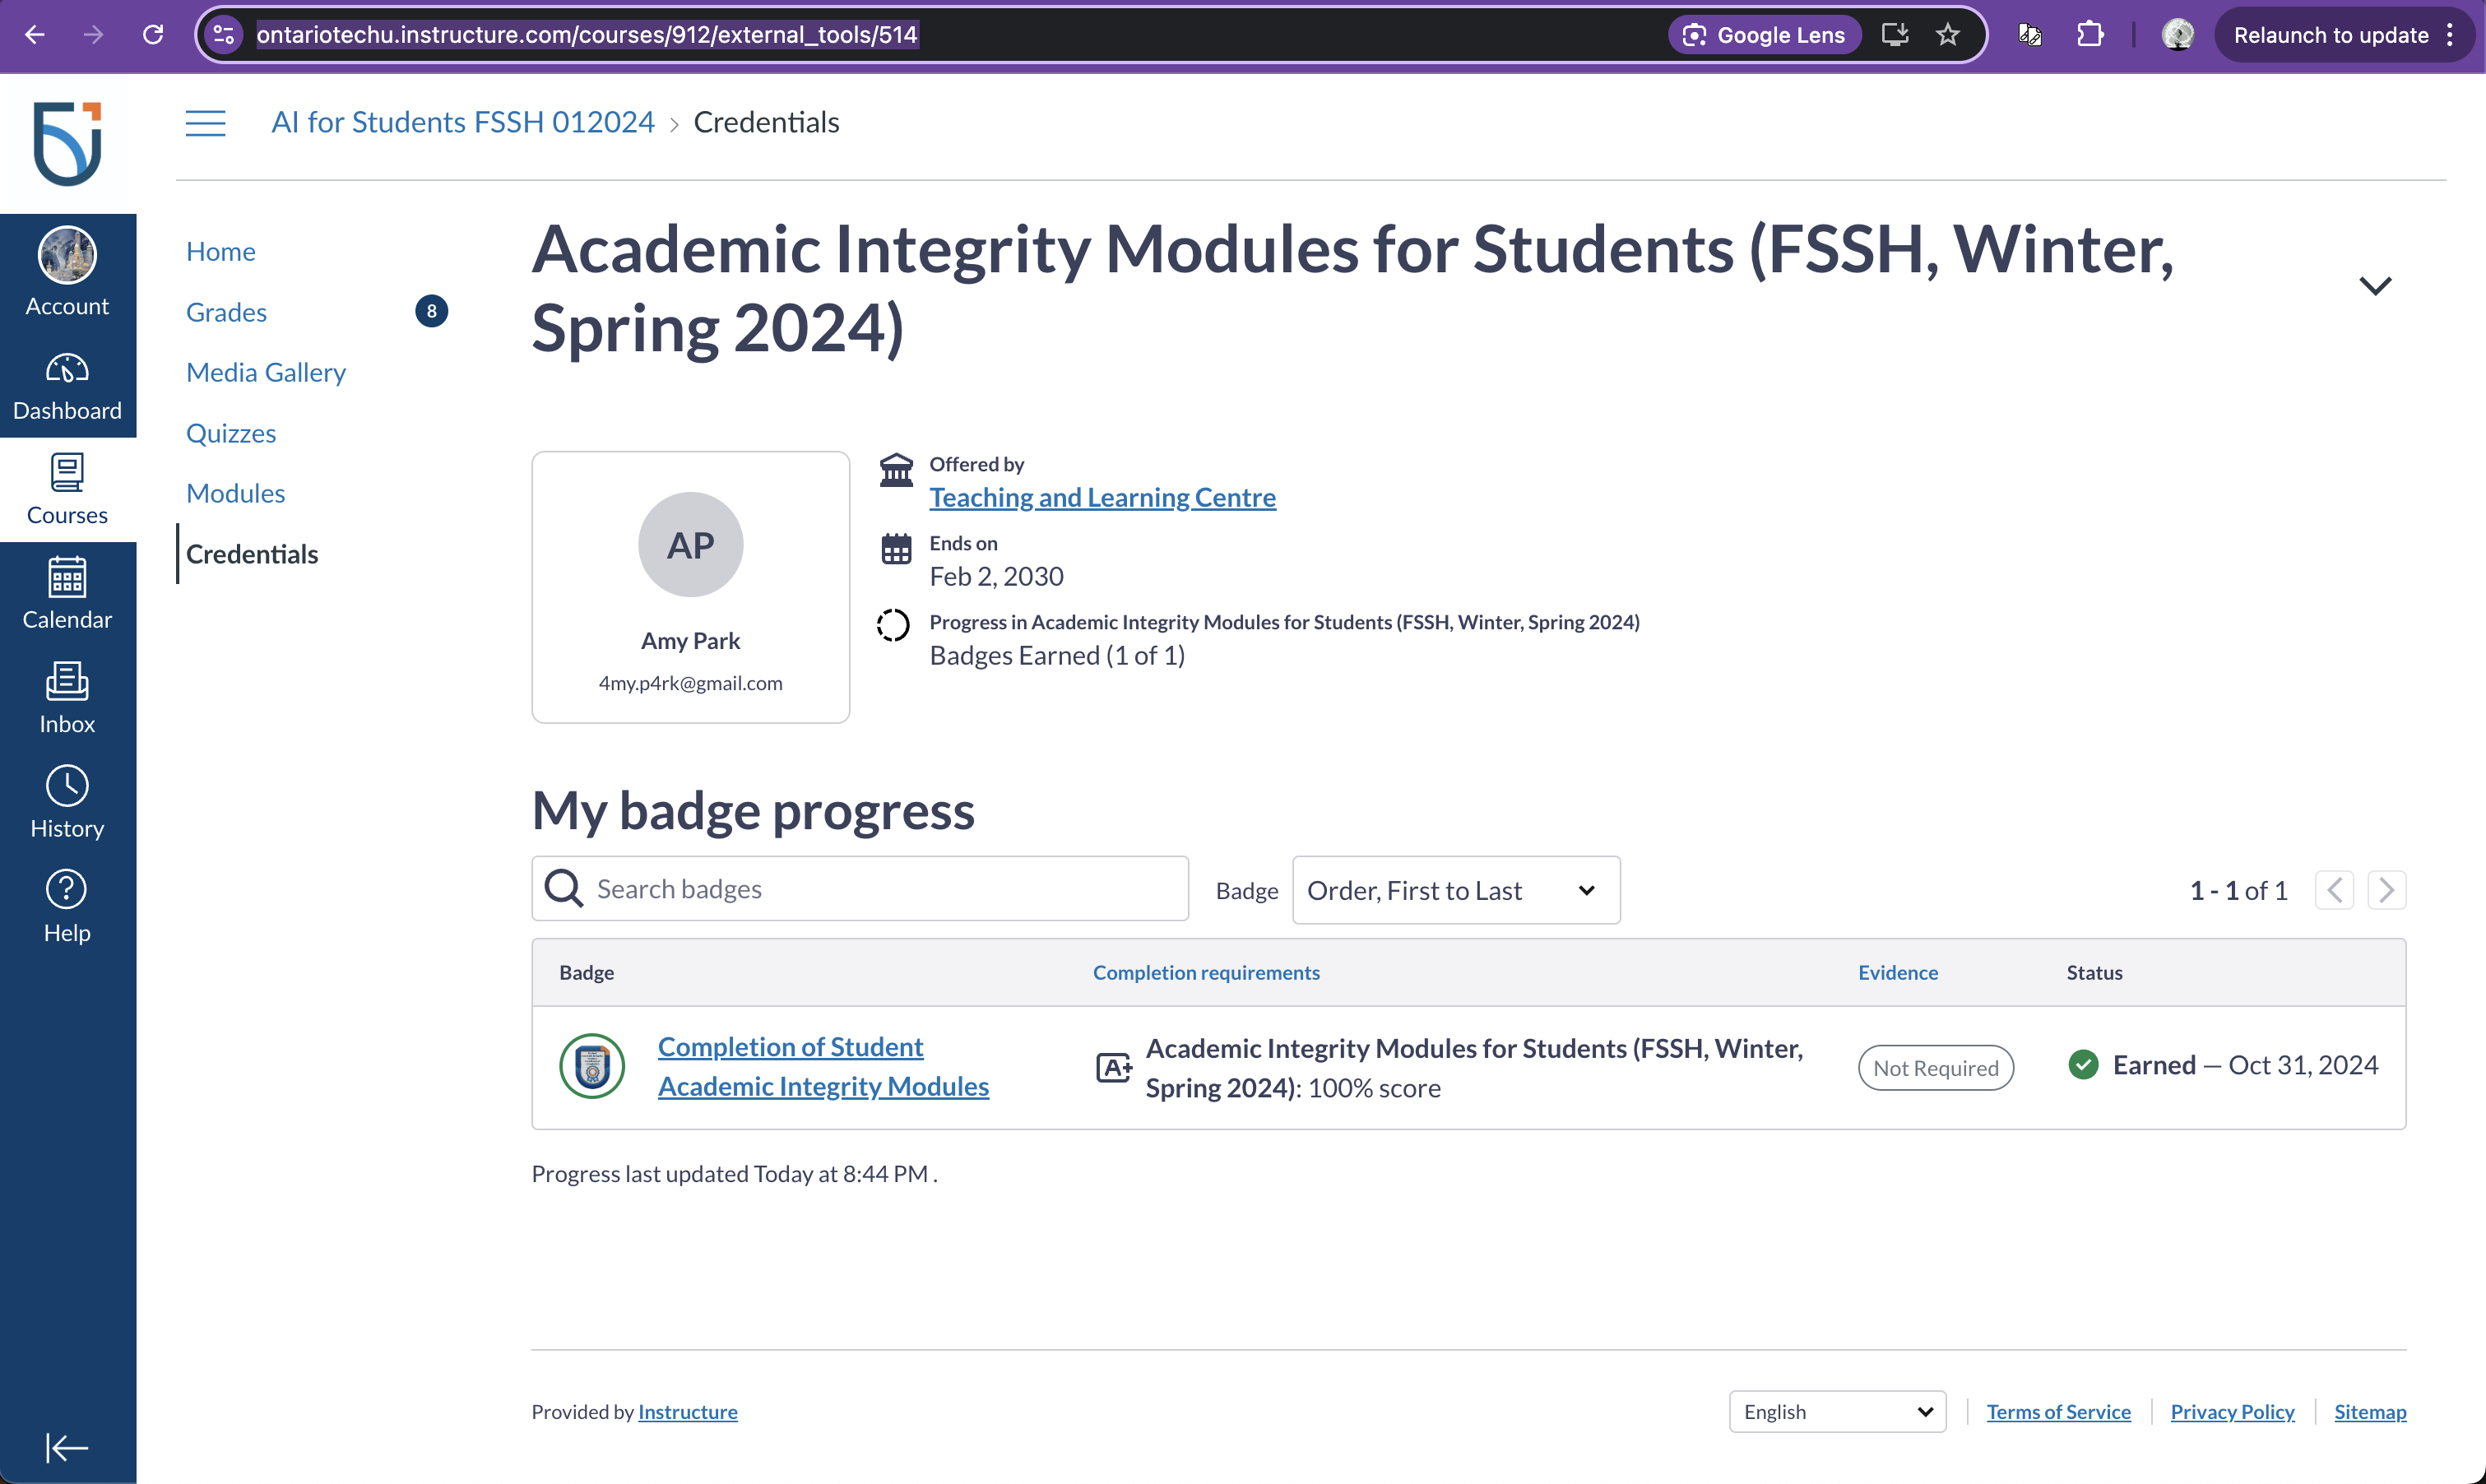 ontariotechu.instructure.com/courses/912/external_tools/514
Google Lens
Relaunch to update
AI for Students FSSH 012024 > Credentials
Account
Dashboard
Courses
Calendar
Inbox
History
Help
Home
Grades 8
Media Gallery
Quizzes
Modules
Credentials
Academic Integrity Modules for Students (FSSH, Winter,
Spring 2024)
AP
Amy Park
4my.p4rk@gmail.com
Offered by
Teaching and Learning Centre
Ends on
Feb 2, 2030
Progress in Academic Integrity Modules for Students (FSSH, Winter, Spring 2024)
Badges Earned (1 of 1)
My badge progress
Search badges
Badge
Order, First to Last
1 - 1 of 1
Badge Completion requirements Evidence Status
Completion of Student
Academic Integrity Modules
A+
Academic Integrity Modules for Students (FSSH, Winter,
Spring 2024): 100% score
Not Required
Earned — Oct 31, 2024
Progress last updated Today at 8:44 PM .
Provided by Instructure
English
Terms of Service
Privacy Policy
Sitemap